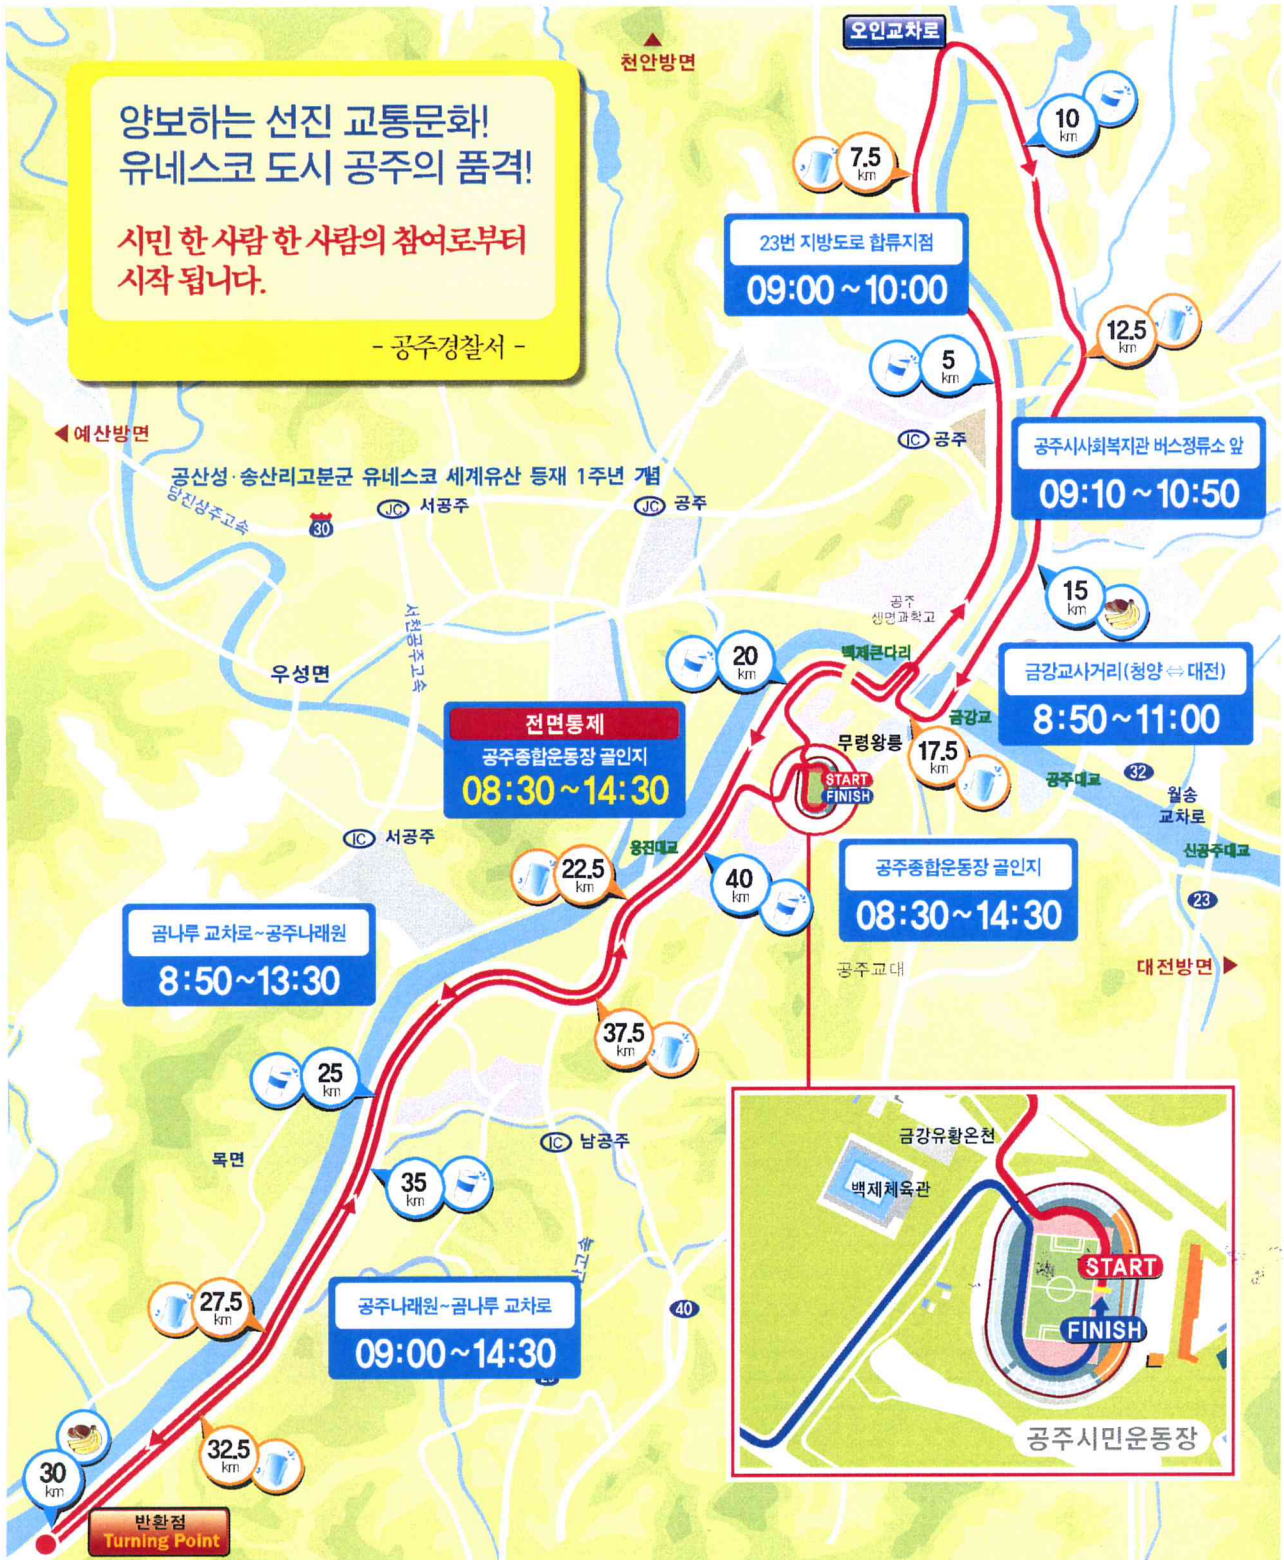 오인교차로
천안방면
양보하는 선진 교통문화!
유네스코 도시 공주의 품격!
시민 한 사람 한 사람의 참여로부터
시작 됩니다.
- 공주경찰서 -
10 km
7.5 km
23번 지방도로 합류지점
09:00 ~ 10:00
12.5 km
5 km
예산방면
IC 공주
공주시사회복지관 버스정류소 앞
09:10 ~ 10:50
공산성·송산리고분군 유네스코 세계유산 등재 1주년 기념
당진상주고속
30
JC 서공주
JC 공주
15 km
공주
생명과학고
서천공주고속
우성면
20 km
백제큰다리
금강교사거리(청양 ⇔ 대전)
8:50 ~ 11:00
전면통제
공주종합운동장 골인지
08:30 ~ 14:30
금강교
무령왕릉
17.5 km
START
FINISH
공주대교
32
월송
교차로
신공주대교
IC 서공주
웅진대교
22.5 km
40 km
공주종합운동장 골인지
08:30 ~ 14:30
23
곰나루 교차로~공주나래원
8:50 ~ 13:30
공주교대
대전방면
37.5 km
25 km
목면
IC 남공주
35 km
27.5 km
공주나래원~곰나루 교차로
09:00 ~ 14:30
40
32.5 km
30 km
반환점
Turning Point
금강유황온천
백제체육관
START
FINISH
공주시민운동장